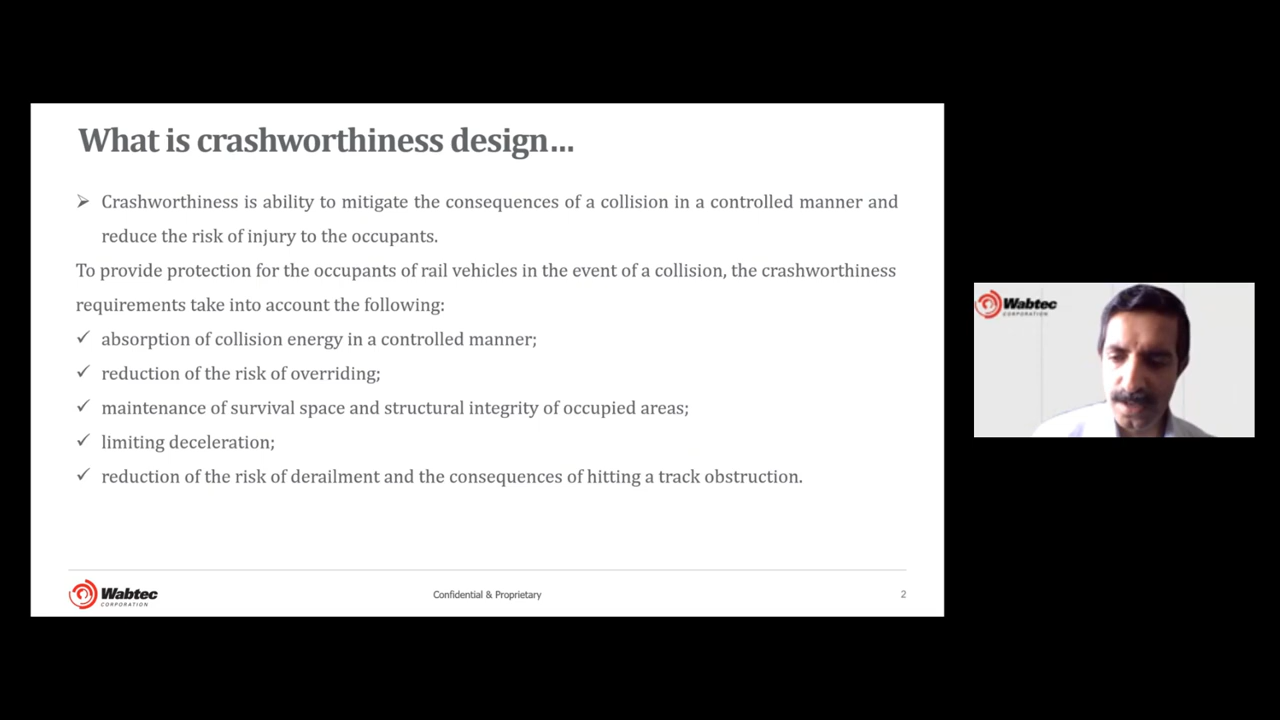 What is crashworthiness design...
➢ Crashworthiness is ability to mitigate the consequences of a collision in a controlled manner and
reduce the risk of injury to the occupants.
To provide protection for the occupants of rail vehicles in the event of a collision, the crashworthiness
requirements take into account the following:
✓ absorption of collision energy in a controlled manner;
✓ reduction of the risk of overriding;
✓ maintenance of survival space and structural integrity of occupied areas;
✓ limiting deceleration;
✓ reduction of the risk of derailment and the consequences of hitting a track obstruction.
Wabtec
CORPORATION
Confidential & Proprietary
2
Wabtec
CORPORATION